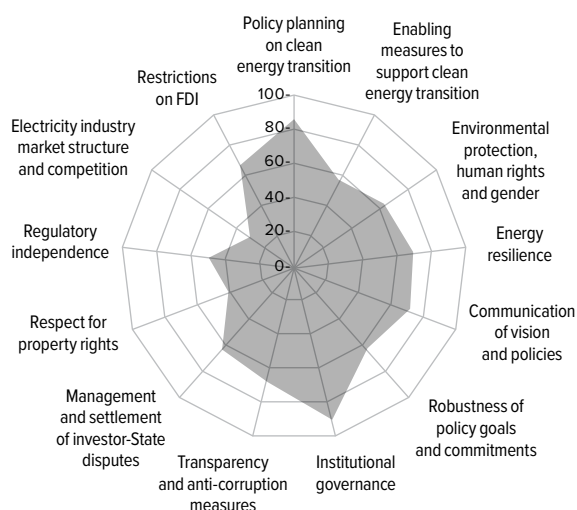 Policy planning
on clean
energy transition
Enabling
measures to
support clean
energy transition
Environmental
protection,
human rights
and gender
Energy
resilience
Communication
of vision
and policies
Robustness of
policy goals
and commitments
Institutional
governance
Transparency
and anti-corruption
measures
Management
and settlement
of investor-State
disputes
Respect for
property rights
Regulatory
independence
Electricity industry
market structure
and competition
Restrictions
on FDI
100
80
60
40
20
0